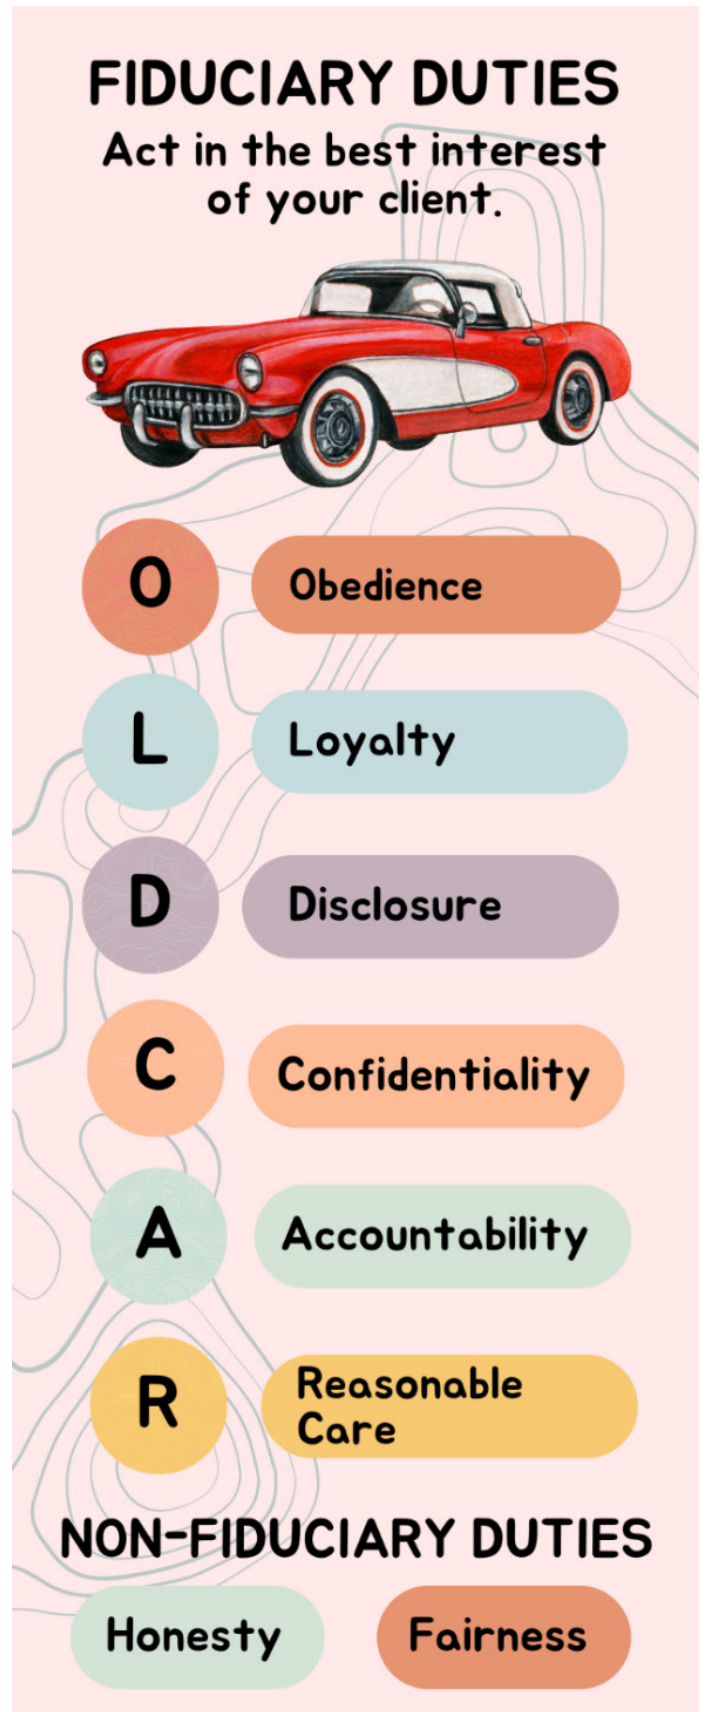 FIDUCIARY DUTIES
Act in the best interest
of your client.
O
Obedience
L
Loyalty
D
Disclosure
C
Confidentiality
A
Accountability
R
Reasonable
Care
NON-FIDUCIARY DUTIES
Honesty
Fairness